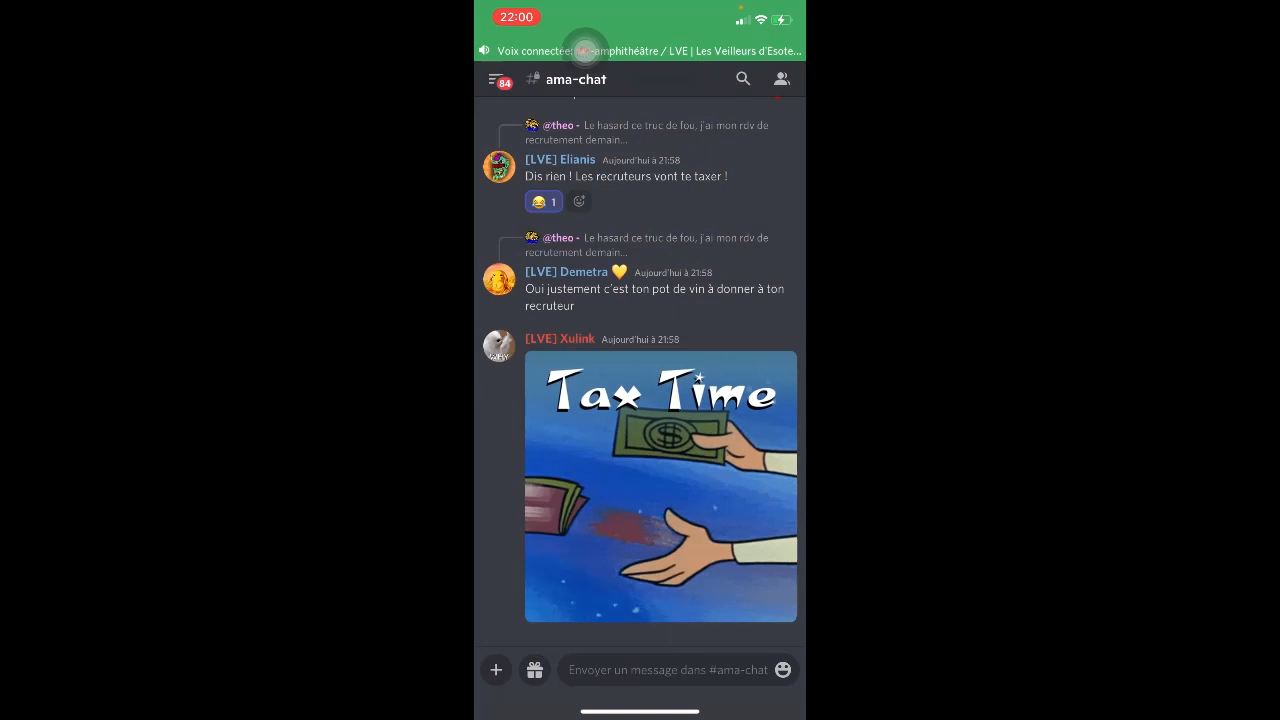 22:00
Voix connectée: -amphithéâtre / LVE | Les Veilleurs d'Esote...
84
ama-chat
@theo - Le hasard ce truc de fou, j'ai mon rdv de
recrutement demain...
[LVE] Elianis Aujourd'hui à 21:58
Dis rien ! Les recruteurs vont te taxer !
😂 1
@theo - Le hasard ce truc de fou, j'ai mon rdv de
recrutement demain...
[LVE] Demetra 💛 Aujourd'hui à 21:58
Oui justement c'est ton pot de vin à donner à ton
recruteur
[LVE] Xulink Aujourd'hui à 21:58
WHY
Tax Time
Envoyer un message dans #ama-chat